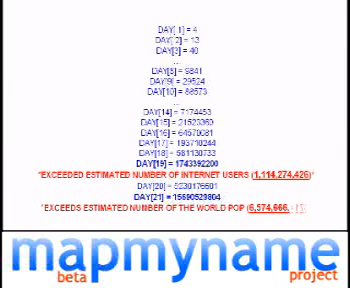 DAY[ 1] = 4
DAY[ 2] = 13
DAY[3] = 40
...
DAY[8] = 9841
DAY[9] = 29524
DAY[10] = 88573
...
DAY[14] = 7174453
DAY[15] = 21523360
DAY[16] = 64570081
DAY[17] = 193710244
DAY[18] = 581130733
DAY[19] = 1743392200
*EXCEEDED ESTIMATED NUMBER OF INTERNET USERS (1,114,274,426)*
DAY[20] = 5230176601
DAY[21] = 15690529804
*EXCEEDS ESTIMATED NUMBER OF THE WORLD POP
mapmyname
beta project